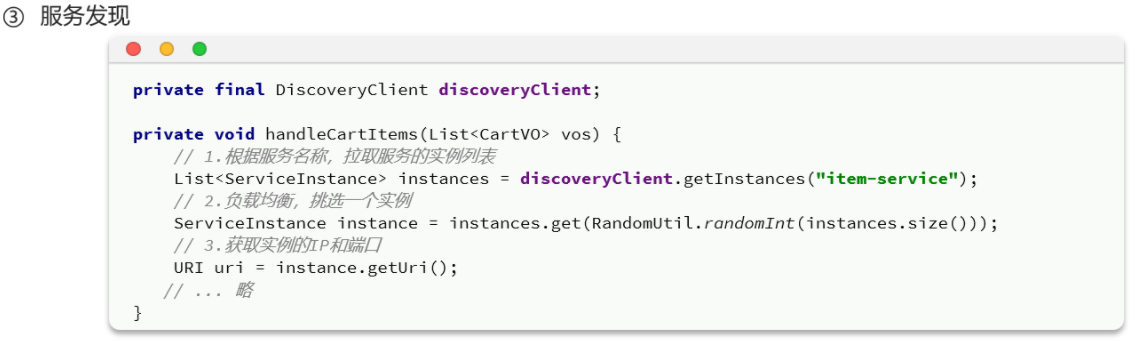 ③ 服务发现
private final DiscoveryClient discoveryClient;
private void handleCartItems(List<CartVO> vos) {
// 1.根据服务名称，拉取服务的实例列表
List<ServiceInstance> instances = discoveryClient.getInstances("item-service");
// 2.负载均衡，挑选一个实例
ServiceInstance instance = instances.get(RandomUtil.randomInt(instances.size()));
// 3.获取实例的IP和端口
URI uri = instance.getUri();
// ... 略
}